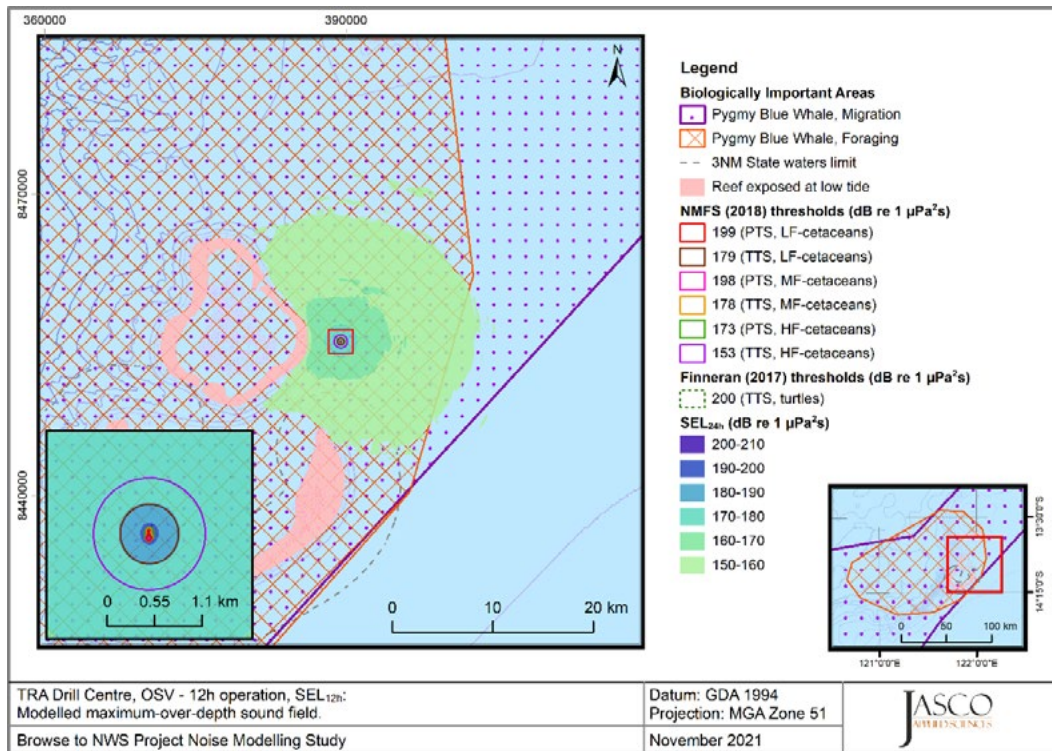 360000
390000
8470000
8440000
N
0 0.55 1.1 km
0 10 20 km
Legend
Biologically Important Areas
Pygmy Blue Whale, Migration
Pygmy Blue Whale, Foraging
3NM State waters limit
Reef exposed at low tide
NMFS (2018) thresholds (dB re 1 µPa²s)
199 (PTS, LF-cetaceans)
179 (TTS, LF-cetaceans)
198 (PTS, MF-cetaceans)
178 (TTS, MF-cetaceans)
173 (PTS, HF-cetaceans)
153 (TTS, HF-cetaceans)
Finneran (2017) thresholds (dB re 1 µPa²s)
200 (TTS, turtles)
SEL24h (dB re 1 µPa²s)
200-210
190-200
180-190
170-180
160-170
150-160
13°30'0"S
14°15'0"S
0 50 100 km
121°0'0"E 122°0'0"E
TRA Drill Centre, OSV - 12h operation, SEL12h:
Modelled maximum-over-depth sound field.
Browse to NWS Project Noise Modelling Study
Datum: GDA 1994
Projection: MGA Zone 51
November 2021
JASCO
APPLIED SCIENCES